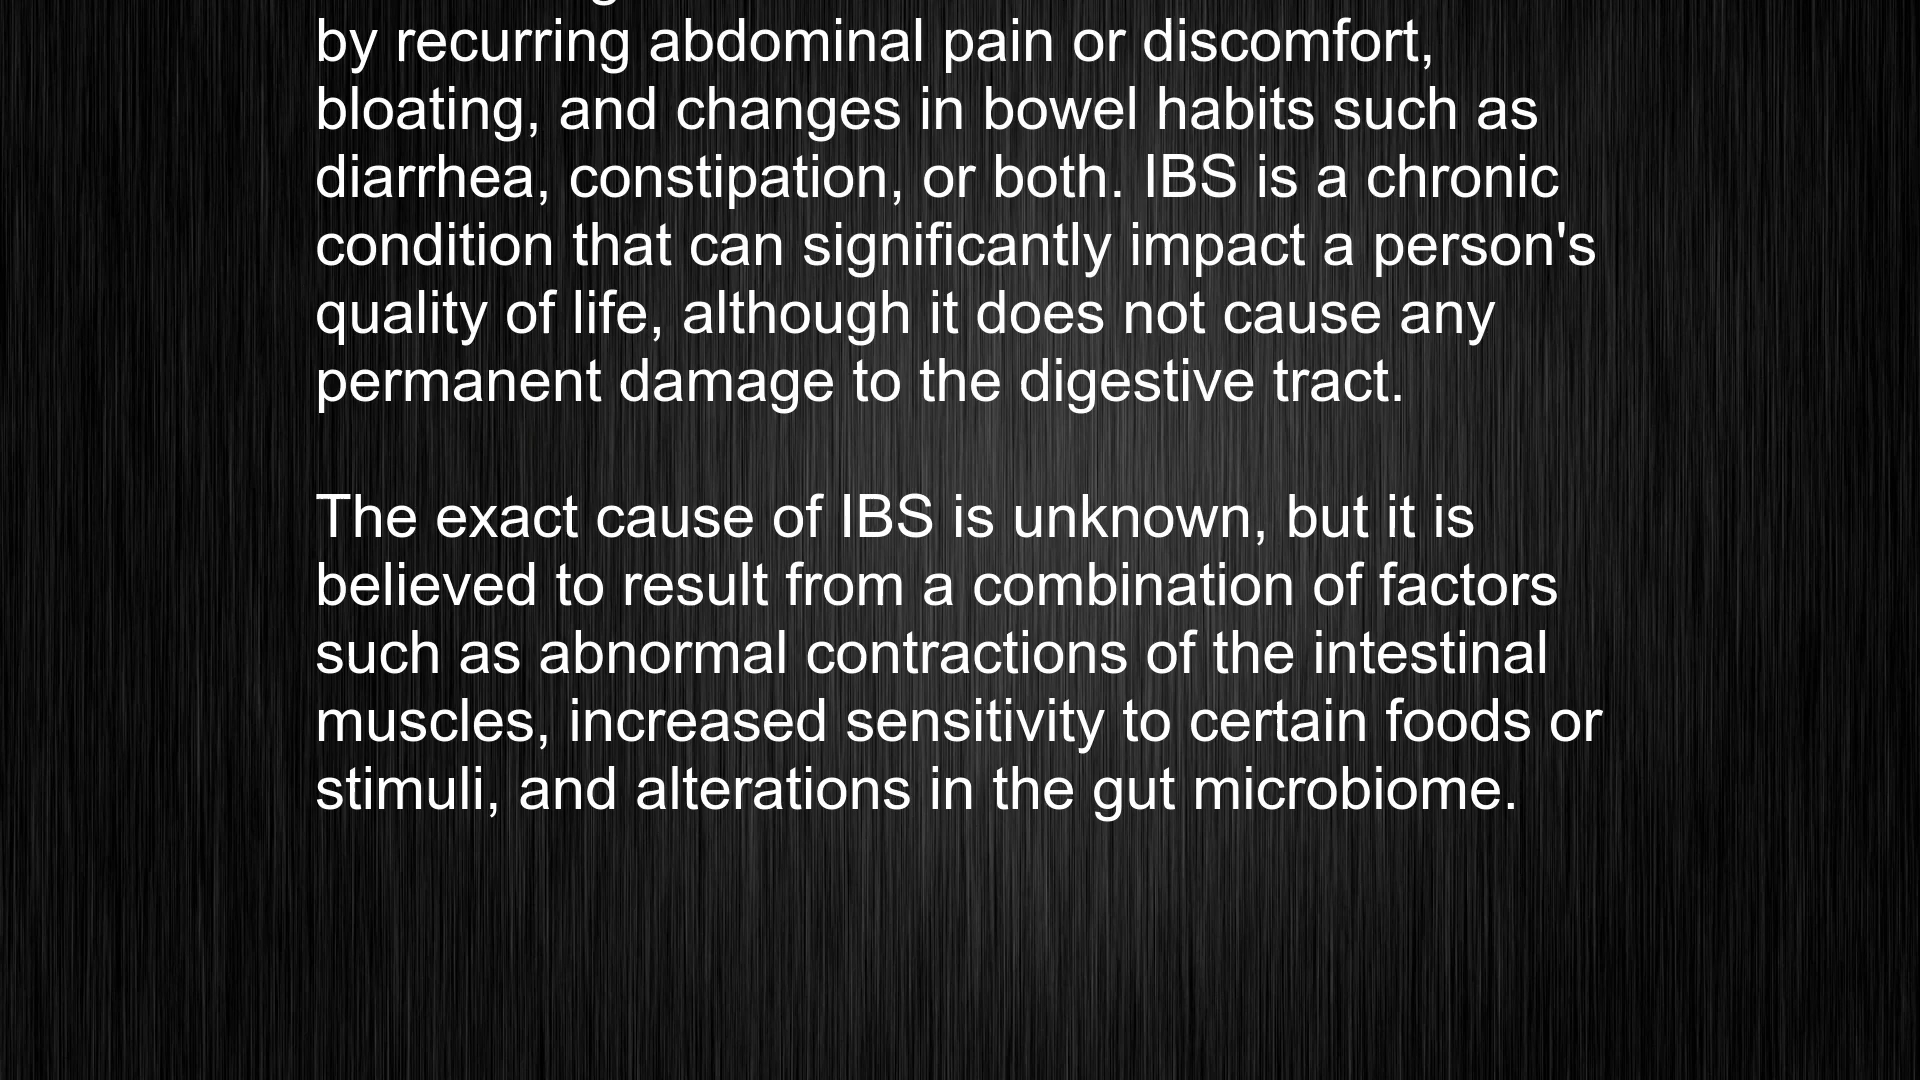 by recurring abdominal pain or discomfort,
bloating, and changes in bowel habits such as
diarrhea, constipation, or both. IBS is a chronic
condition that can significantly impact a person's
quality of life, although it does not cause any
permanent damage to the digestive tract.
The exact cause of IBS is unknown, but it is
believed to result from a combination of factors
such as abnormal contractions of the intestinal
muscles, increased sensitivity to certain foods or
stimuli, and alterations in the gut microbiome.